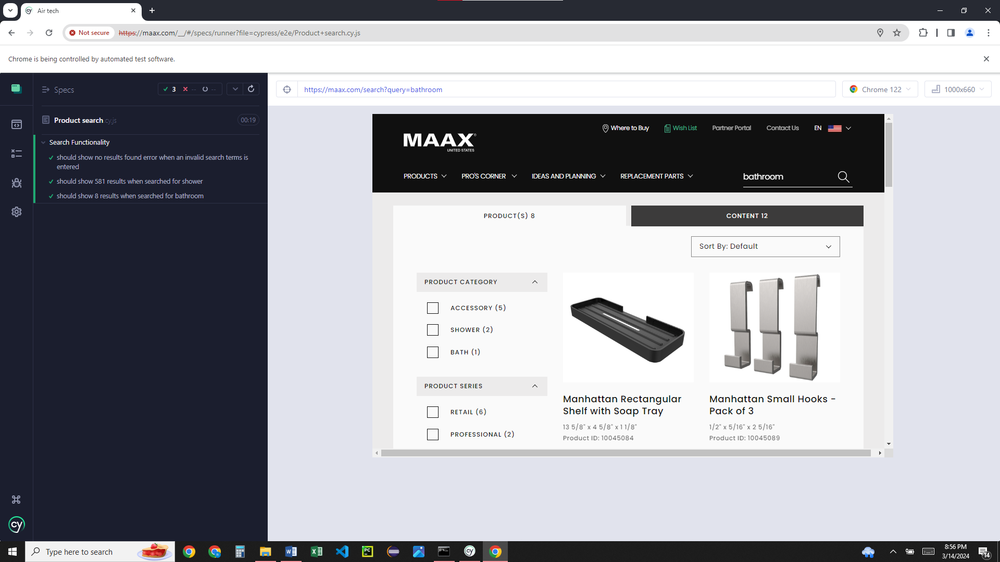 Air tech
Not secure
https://maax.com/__/#/specs/runner?file=cypress/e2e/Product+search.cy.js
Chrome is being controlled by automated test software.
Specs
3
--
--
https://maax.com/search?query=bathroom
Chrome 122
1000x660
Product search.cy.js
00:19
Search Functionality
should show no results found error when an invalid search terms is
entered
should show 581 results when searched for shower
should show 8 results when searched for bathroom
Where to Buy
Wish List
Partner Portal
Contact Us
EN
MAAX®
UNITED STATES
PRODUCTS
PRO'S CORNER
IDEAS AND PLANNING
REPLACEMENT PARTS
bathroom
PRODUCT(S) 8
CONTENT 12
Sort By: Default
PRODUCT CATEGORY
ACCESSORY (5)
SHOWER (2)
BATH (1)
PRODUCT SERIES
RETAIL (6)
PROFESSIONAL (2)
Manhattan Rectangular
Shelf with Soap Tray
13 5/8" x 4 5/8" x 1 1/8"
Product ID: 10045084
Manhattan Small Hooks -
Pack of 3
1/2" x 5/16" x 2 5/16"
Product ID: 10045089
cy
Type here to search
8:56 PM
3/14/2024
14